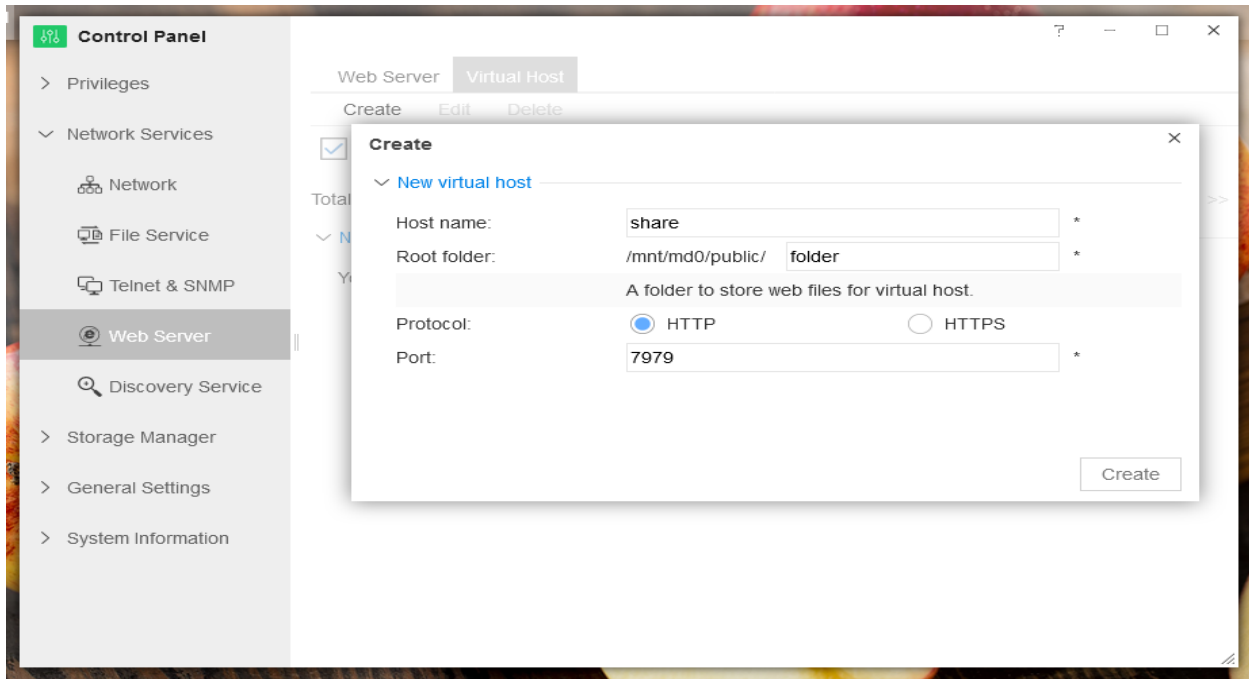 Control Panel
Privileges
Network Services
Network
File Service
Telnet & SNMP
Web Server
Discovery Service
Storage Manager
General Settings
System Information
Web Server Virtual Host
Create Edit Delete
Total
>>
Create
New virtual host
Host name: share *
Root folder: /mnt/md0/public/ folder *
A folder to store web files for virtual host.
Protocol: HTTP HTTPS
Port: 7979 *
Create